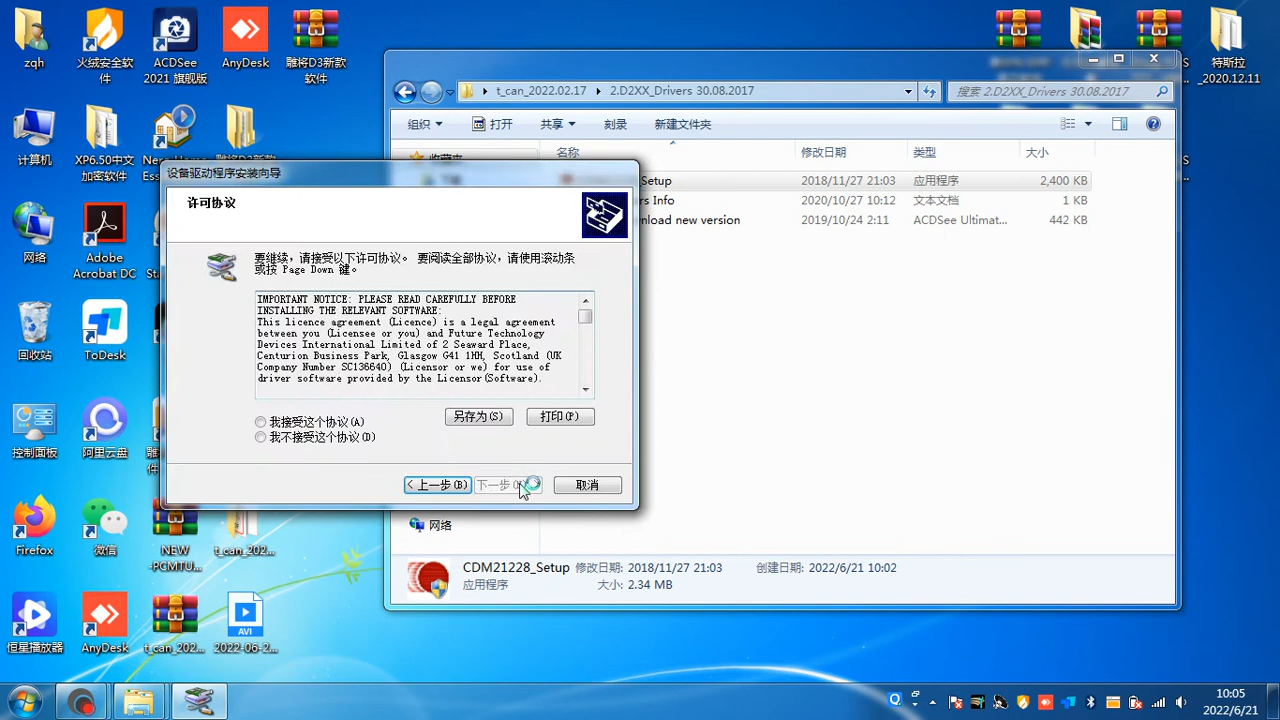 zqh
火绒安全软件
ACDSee 2021 旗舰版
AnyDesk
雕将D3新款软件
特斯拉_2020.12.11
计算机
XP6.50中文加密软件
网络
Adobe Acrobat DC
回收站
ToDesk
控制面板
阿里云盘
Firefox
微信
NEW-PCMTU...
t_can_202...
恒星播放器
AnyDesk
t_can_202...
AVI
2022-06-2...
t_can_2022.02.17
2.D2XX_Drivers 30.08.2017
搜索 2.D2XX_Drivers 30.08.2017
组织
打开
共享
刻录
新建文件夹
收藏夹
名称
修改日期
类型
大小
Setup
2018/11/27 21:03
应用程序
2,400 KB
Info
2020/10/27 10:12
文本文档
1 KB
nload new version
2019/10/24 2:11
ACDSee Ultimat...
442 KB
网络
CDM21228_Setup
修改日期: 2018/11/27 21:03
创建日期: 2022/6/21 10:02
应用程序
大小: 2.34 MB
设备驱动程序安装向导
许可协议
要继续，请接受以下许可协议。 要阅读全部协议，请使用滚动条
或按 Page Down 键。
IMPORTANT NOTICE: PLEASE READ CAREFULLY BEFORE
INSTALLING THE RELEVANT SOFTWARE:
This licence agreement (Licence) is a legal agreement
between you (Licensee or you) and Future Technology
Devices International Limited of 2 Seaward Place,
Centurion Business Park, Glasgow G41 1HH, Scotland (UK
Company Number SC136640) (Licensor or we) for use of
driver software provided by the Licensor(Software).
我接受这个协议(A)
我不接受这个协议(D)
另存为(S)
打印(P)
< 上一步(B)
下一步
取消
10:05
2022/6/21